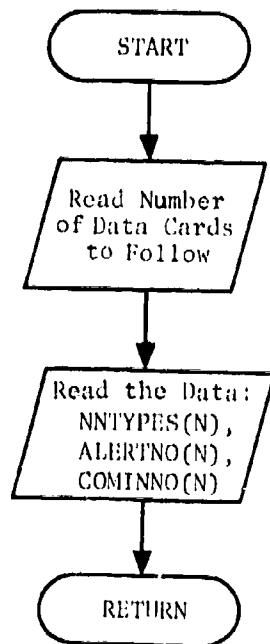 START
Read Number
of Data Cards
to Follow
Read the Data:
NNTYPES(N),
ALERTNO(N),
COMINNO(N)
RETURN